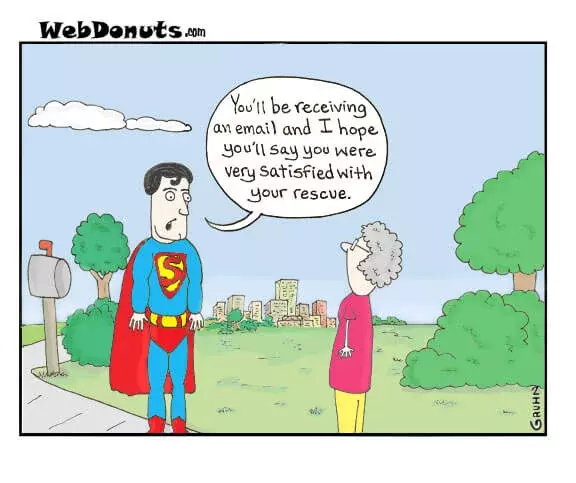 WebDonuts.com
You'll be receiving
an email and I hope
you'll say you were
very satisfied with
your rescue.
S
GRUHN